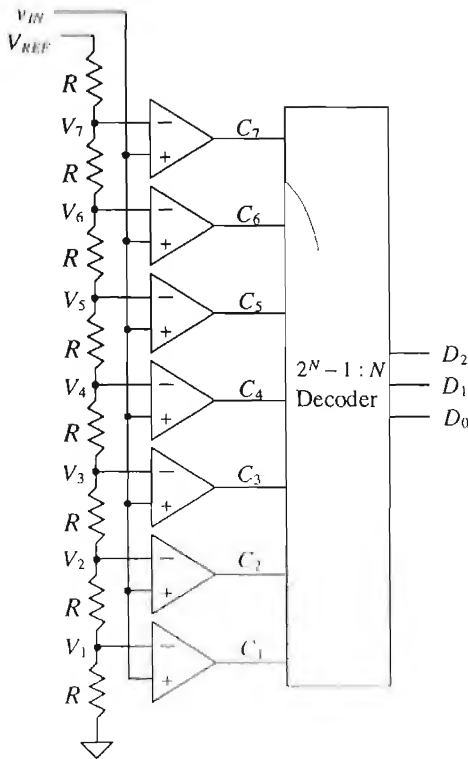 v_IN
V_REF
R
V_7 − + C_7
R
V_6 − + C_6
R
V_5 − + C_5
R
V_4 − + C_4
R
V_3 − + C_3
R
V_2 − + C_2
R
V_1 − + C_1
R
2^N − 1 : N
Decoder
D_2
D_1
D_0